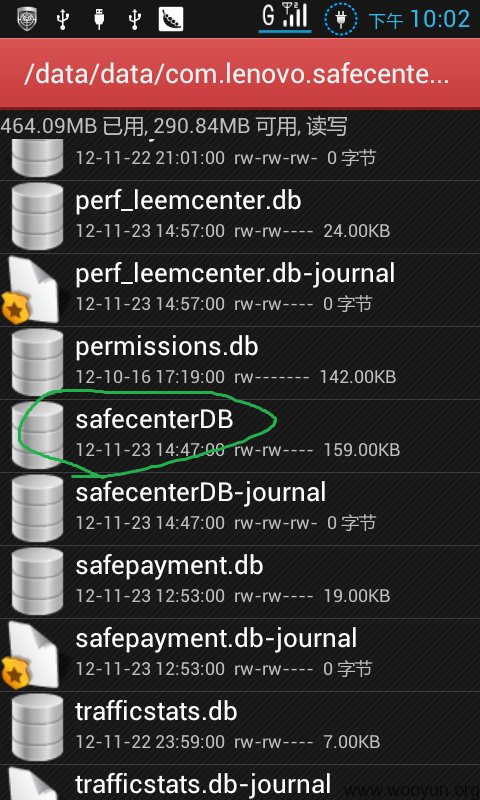 G
下午 10:02
/data/data/com.lenovo.safecente...
464.09MB 已用, 290.84MB 可用, 读写
12-11-22 21:01:00 rw-rw-rw- 0 字节
perf_leemcenter.db
12-11-23 14:57:00 rw-rw---- 24.00KB
perf_leemcenter.db-journal
12-11-23 14:57:00 rw-rw---- 0 字节
permissions.db
12-10-16 17:19:00 rw------- 142.00KB
safecenterDB
12-11-23 14:47:00 rw-rw---- 159.00KB
safecenterDB-journal
12-11-23 14:47:00 rw-rw---- 0 字节
safepayment.db
12-11-23 12:53:00 rw-rw---- 19.00KB
safepayment.db-journal
12-11-23 12:53:00 rw-rw---- 0 字节
trafficstats.db
12-11-22 23:59:00 rw-rw---- 7.00KB
trafficstats.db-journal
www.wooyun.org